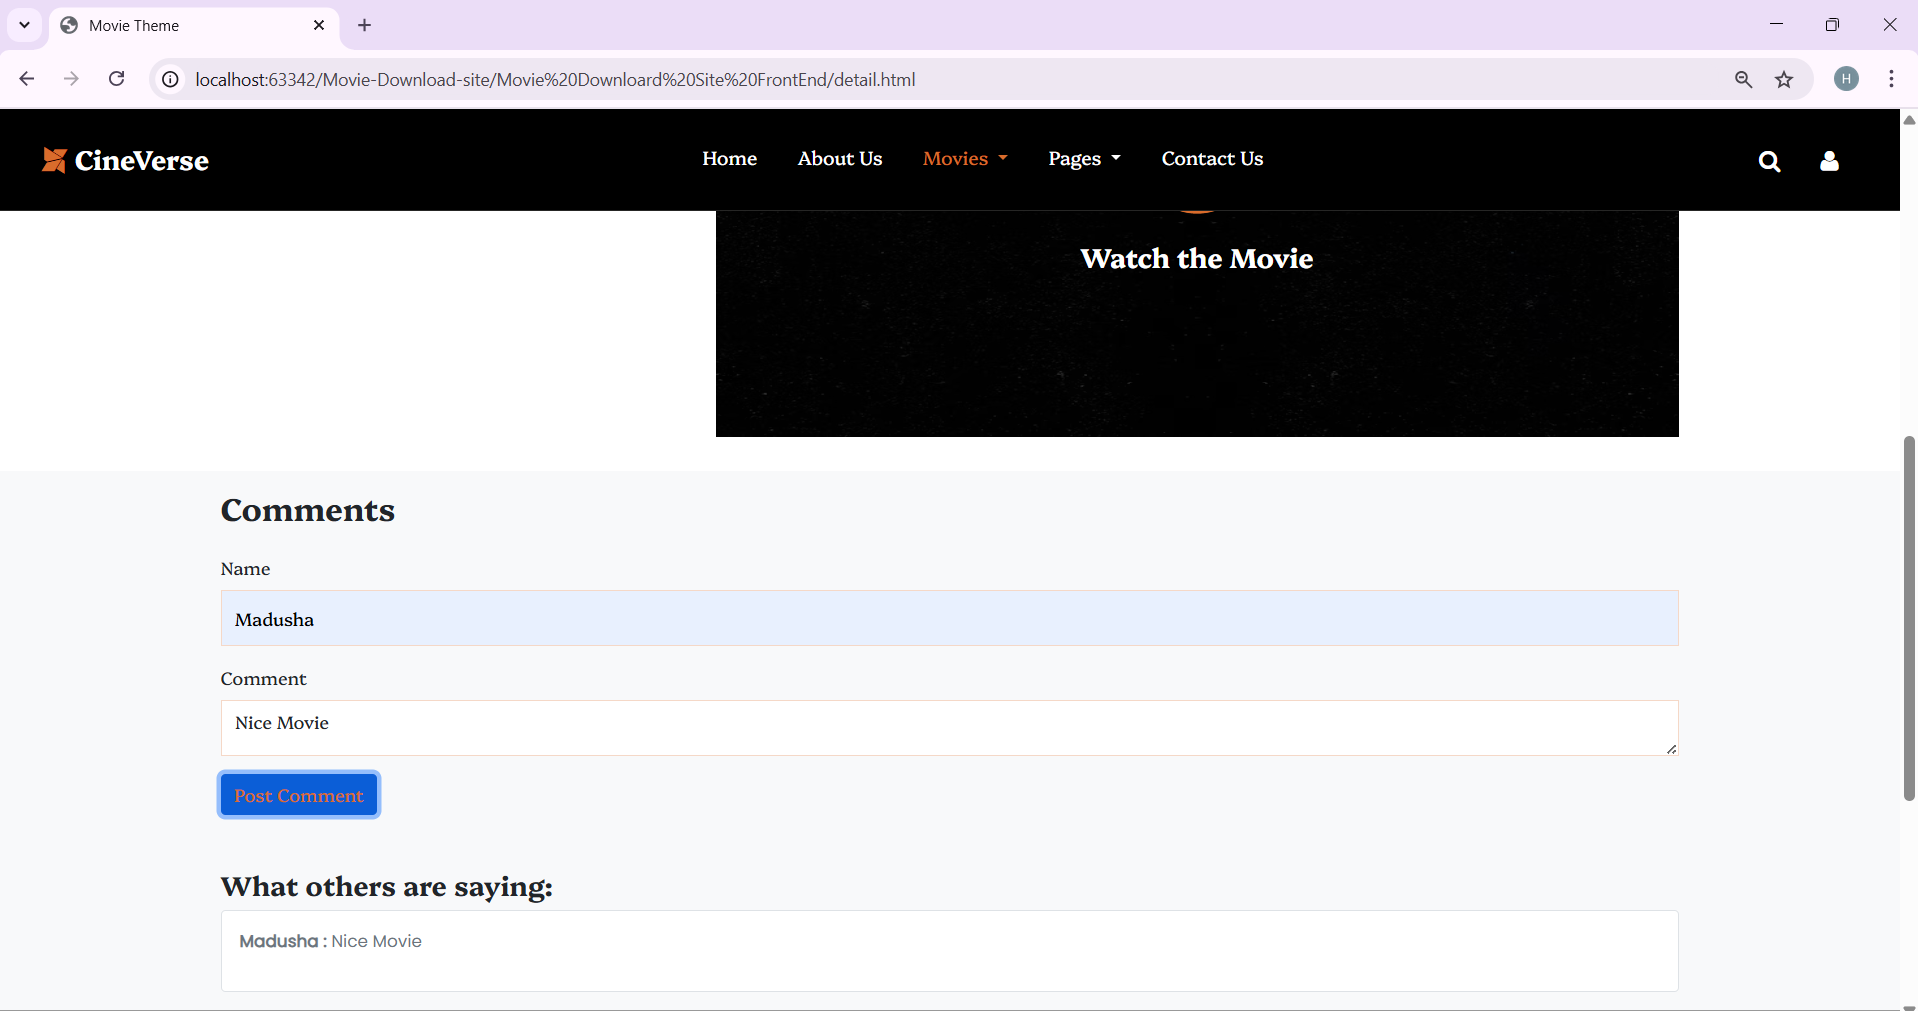 Movie Theme
localhost:63342/Movie-Download-site/Movie%20Downloard%20Site%20FrontEnd/detail.html
H
CineVerse
Home
About Us
Movies
Pages
Contact Us
Watch the Movie
Comments
Name
Madusha
Comment
Nice Movie
Post Comment
What others are saying:
Madusha : Nice Movie